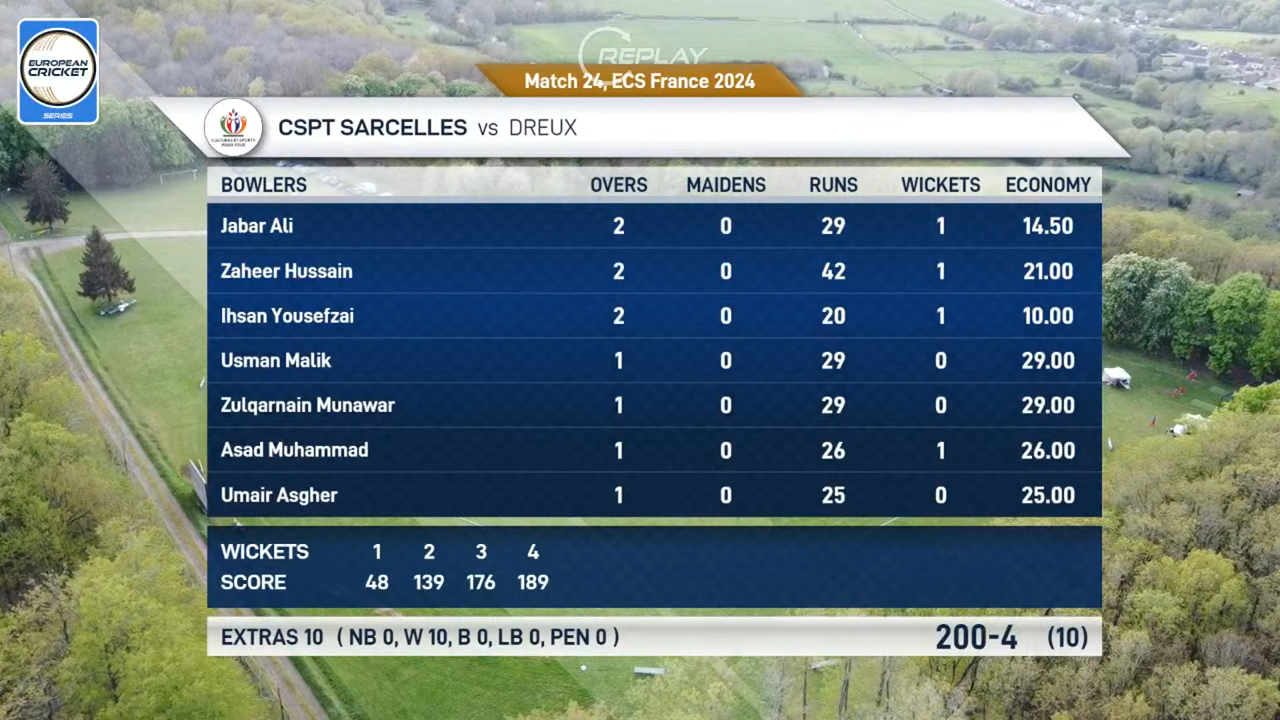 EUROPEAN
CRICKET
SERIES
REPLAY
Match 24, ECS France 2024
CULTURES ET SPORTS
POUR TOUS
CSPT SARCELLES vs DREUX
BOWLERS OVERS MAIDENS RUNS WICKETS ECONOMY
Jabar Ali 2 0 29 1 14.50
Zaheer Hussain 2 0 42 1 21.00
Ihsan Yousefzai 2 0 20 1 10.00
Usman Malik 1 0 29 0 29.00
Zulqarnain Munawar 1 0 29 0 29.00
Asad Muhammad 1 0 26 1 26.00
Umair Asgher 1 0 25 0 25.00
WICKETS 1 2 3 4
SCORE 48 139 176 189
EXTRAS 10 ( NB 0, W 10, B 0, LB 0, PEN 0 ) 200-4 (10)